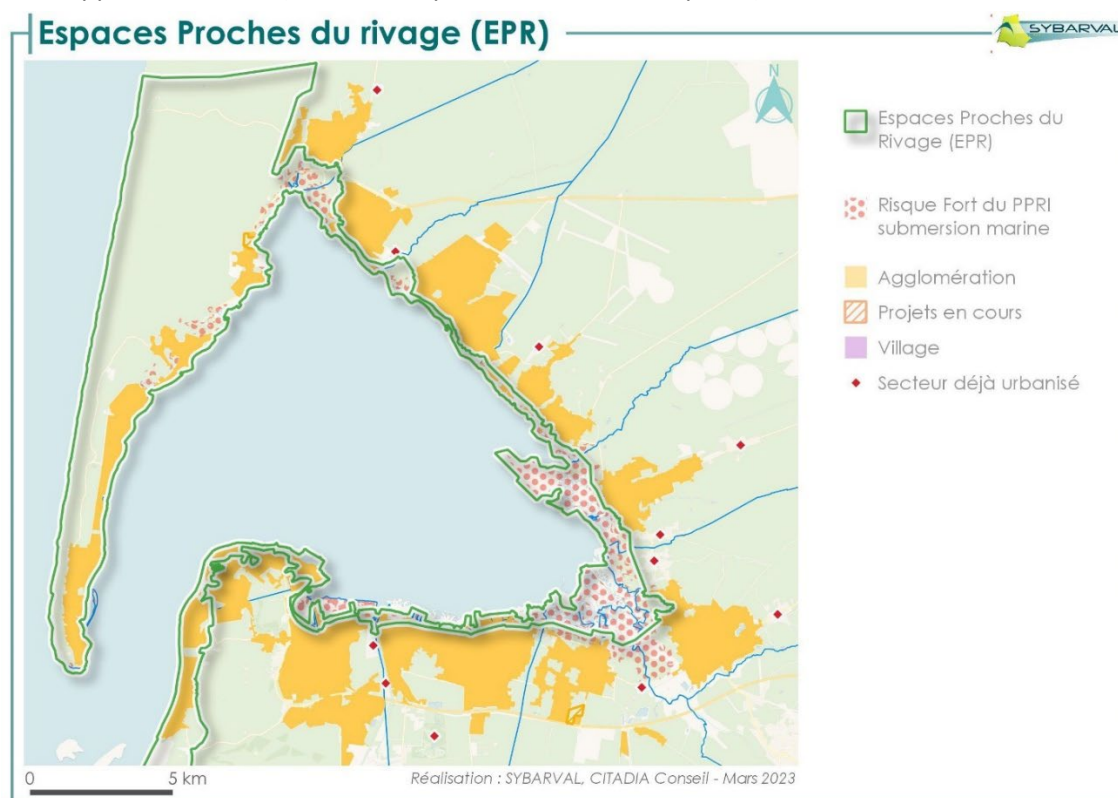 Espaces Proches du rivage (EPR)
SYBARVAL
N
Espaces Proches du
Rivage (EPR)
Risque Fort du PPRI
submersion marine
Agglomération
Projets en cours
Village
Secteur déjà urbanisé
0 5 km
Réalisation : SYBARVAL, CITADIA Conseil - Mars 2023